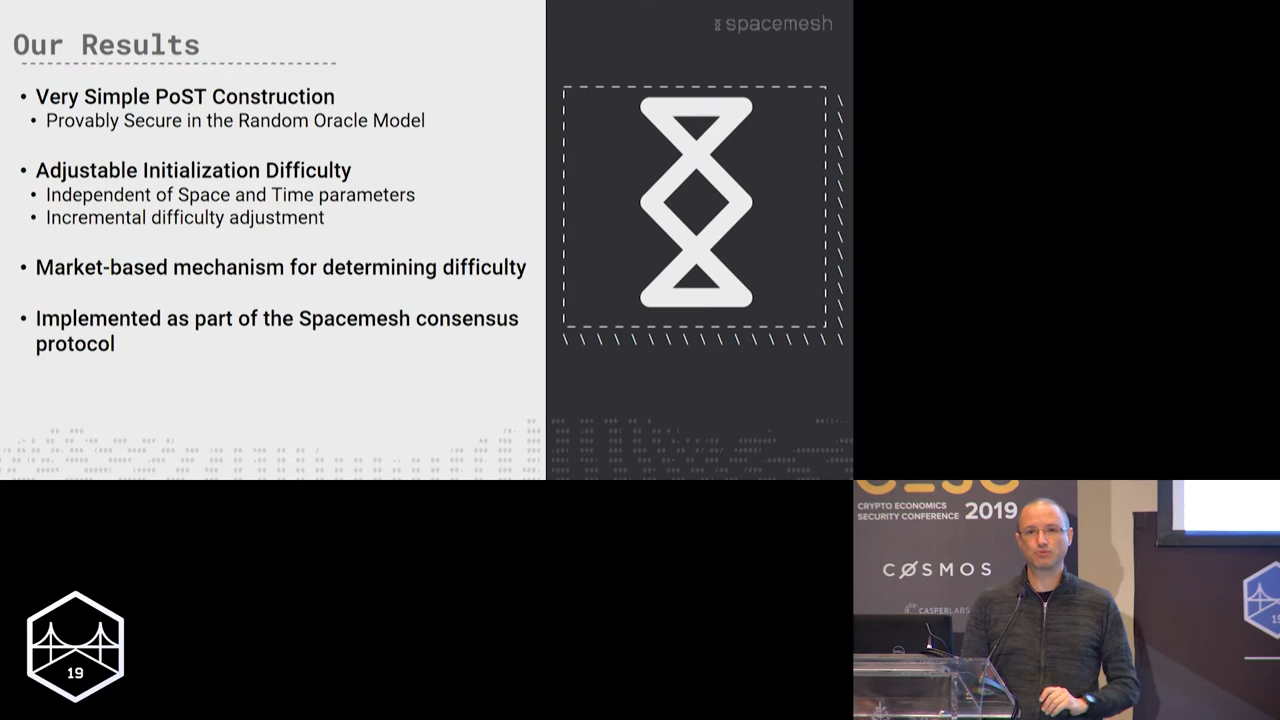 Our Results
• Very Simple PoST Construction
• Provably Secure in the Random Oracle Model
• Adjustable Initialization Difficulty
• Independent of Space and Time parameters
• Incremental difficulty adjustment
• Market-based mechanism for determining difficulty
• Implemented as part of the Spacemesh consensus
protocol
spacemesh
CRYPTO ECONOMICS
SECURITY CONFERENCE 2019
CØSMOS
CASPERLABS
19